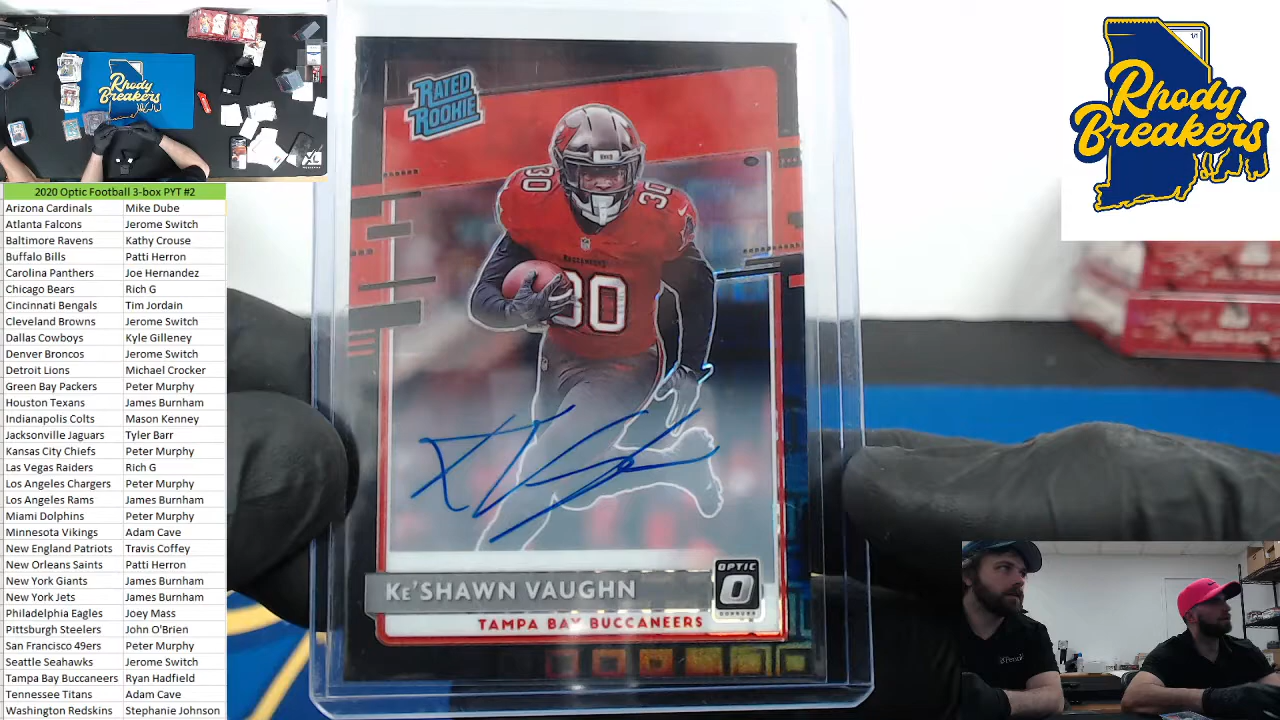 Rhody
Breakers
2020 Optic Football 3-box PYT #2
Arizona Cardinals Mike Dube
Atlanta Falcons Jerome Switch
Baltimore Ravens Kathy Crouse
Buffalo Bills Patti Herron
Carolina Panthers Joe Hernandez
Chicago Bears Rich G
Cincinnati Bengals Tim Jordain
Cleveland Browns Jerome Switch
Dallas Cowboys Kyle Gilleney
Denver Broncos Jerome Switch
Detroit Lions Michael Crocker
Green Bay Packers Peter Murphy
Houston Texans James Burnham
Indianapolis Colts Mason Kenney
Jacksonville Jaguars Tyler Barr
Kansas City Chiefs Peter Murphy
Las Vegas Raiders Rich G
Los Angeles Chargers Peter Murphy
Los Angeles Rams James Burnham
Miami Dolphins Peter Murphy
Minnesota Vikings Adam Cave
New England Patriots Travis Coffey
New Orleans Saints Patti Herron
New York Giants James Burnham
New York Jets James Burnham
Philadelphia Eagles Joey Mass
Pittsburgh Steelers John O'Brien
San Francisco 49ers Peter Murphy
Seattle Seahawks Jerome Switch
Tampa Bay Buccaneers Ryan Hadfield
Tennessee Titans Adam Cave
Washington Redskins Stephanie Johnson
RATED
ROOKIE
30 30
BUCCANEERS
30
KE'SHAWN VAUGHN
TAMPA BAY BUCCANEERS
OPTIC
DONRUSS
1/1
Rhody
Breakers
XL